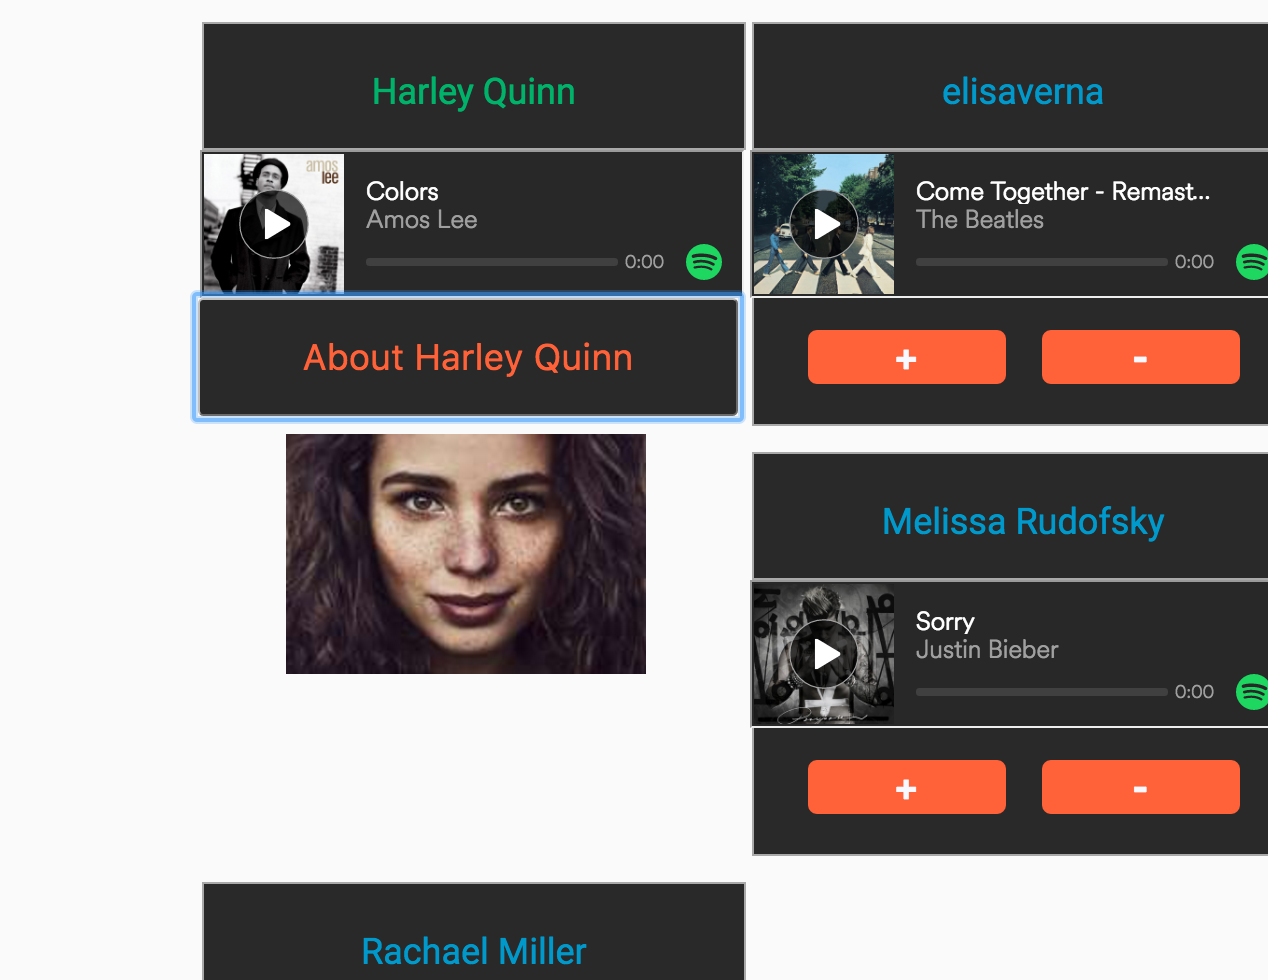 Harley Quinn
amos
lee
Colors
Amos Lee
0:00
About Harley Quinn
elisaverna
Come Together - Remast...
The Beatles
0:00
+ -
Melissa Rudofsky
Sorry
Justin Bieber
0:00
+ -
Rachael Miller